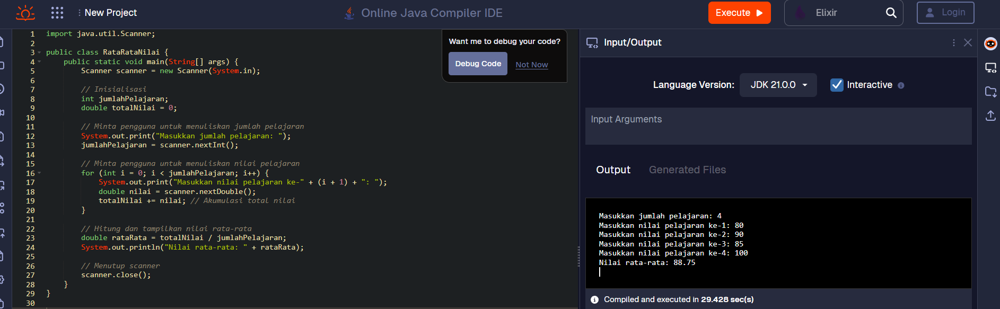 New Project
Online Java Compiler IDE
Execute
Elixir
Login
1 import java.util.Scanner;
2
3 public class RataRataNilai {
4 public static void main(String[] args) {
5 Scanner scanner = new Scanner(System.in);
6
7 // Inisialisasi
8 int jumlahPelajaran;
9 double totalNilai = 0;
10
11 // Minta pengguna untuk menuliskan jumlah pelajaran
12 System.out.print("Masukkan jumlah pelajaran: ");
13 jumlahPelajaran = scanner.nextInt();
14
15 // Minta pengguna untuk menuliskan nilai pelajaran
16 for (int i = 0; i < jumlahPelajaran; i++) {
17 System.out.print("Masukkan nilai pelajaran ke-" + (i + 1) + ": ");
18 double nilai = scanner.nextDouble();
19 totalNilai += nilai; // Akumulasi total nilai
20 }
21
22 // Hitung dan tampilkan nilai rata-rata
23 double rataRata = totalNilai / jumlahPelajaran;
24 System.out.println("Nilai rata-rata: " + rataRata);
25
26 // Menutup scanner
27 scanner.close();
28 }
29 }
30
Want me to debug your code?
Debug Code
Not Now
Input/Output
Language Version:
JDK 21.0.0
Interactive
Input Arguments
Output
Generated Files
Masukkan jumlah pelajaran: 4
Masukkan nilai pelajaran ke-1: 80
Masukkan nilai pelajaran ke-2: 90
Masukkan nilai pelajaran ke-3: 85
Masukkan nilai pelajaran ke-4: 100
Nilai rata-rata: 88.75
Compiled and executed in 29.428 sec(s)